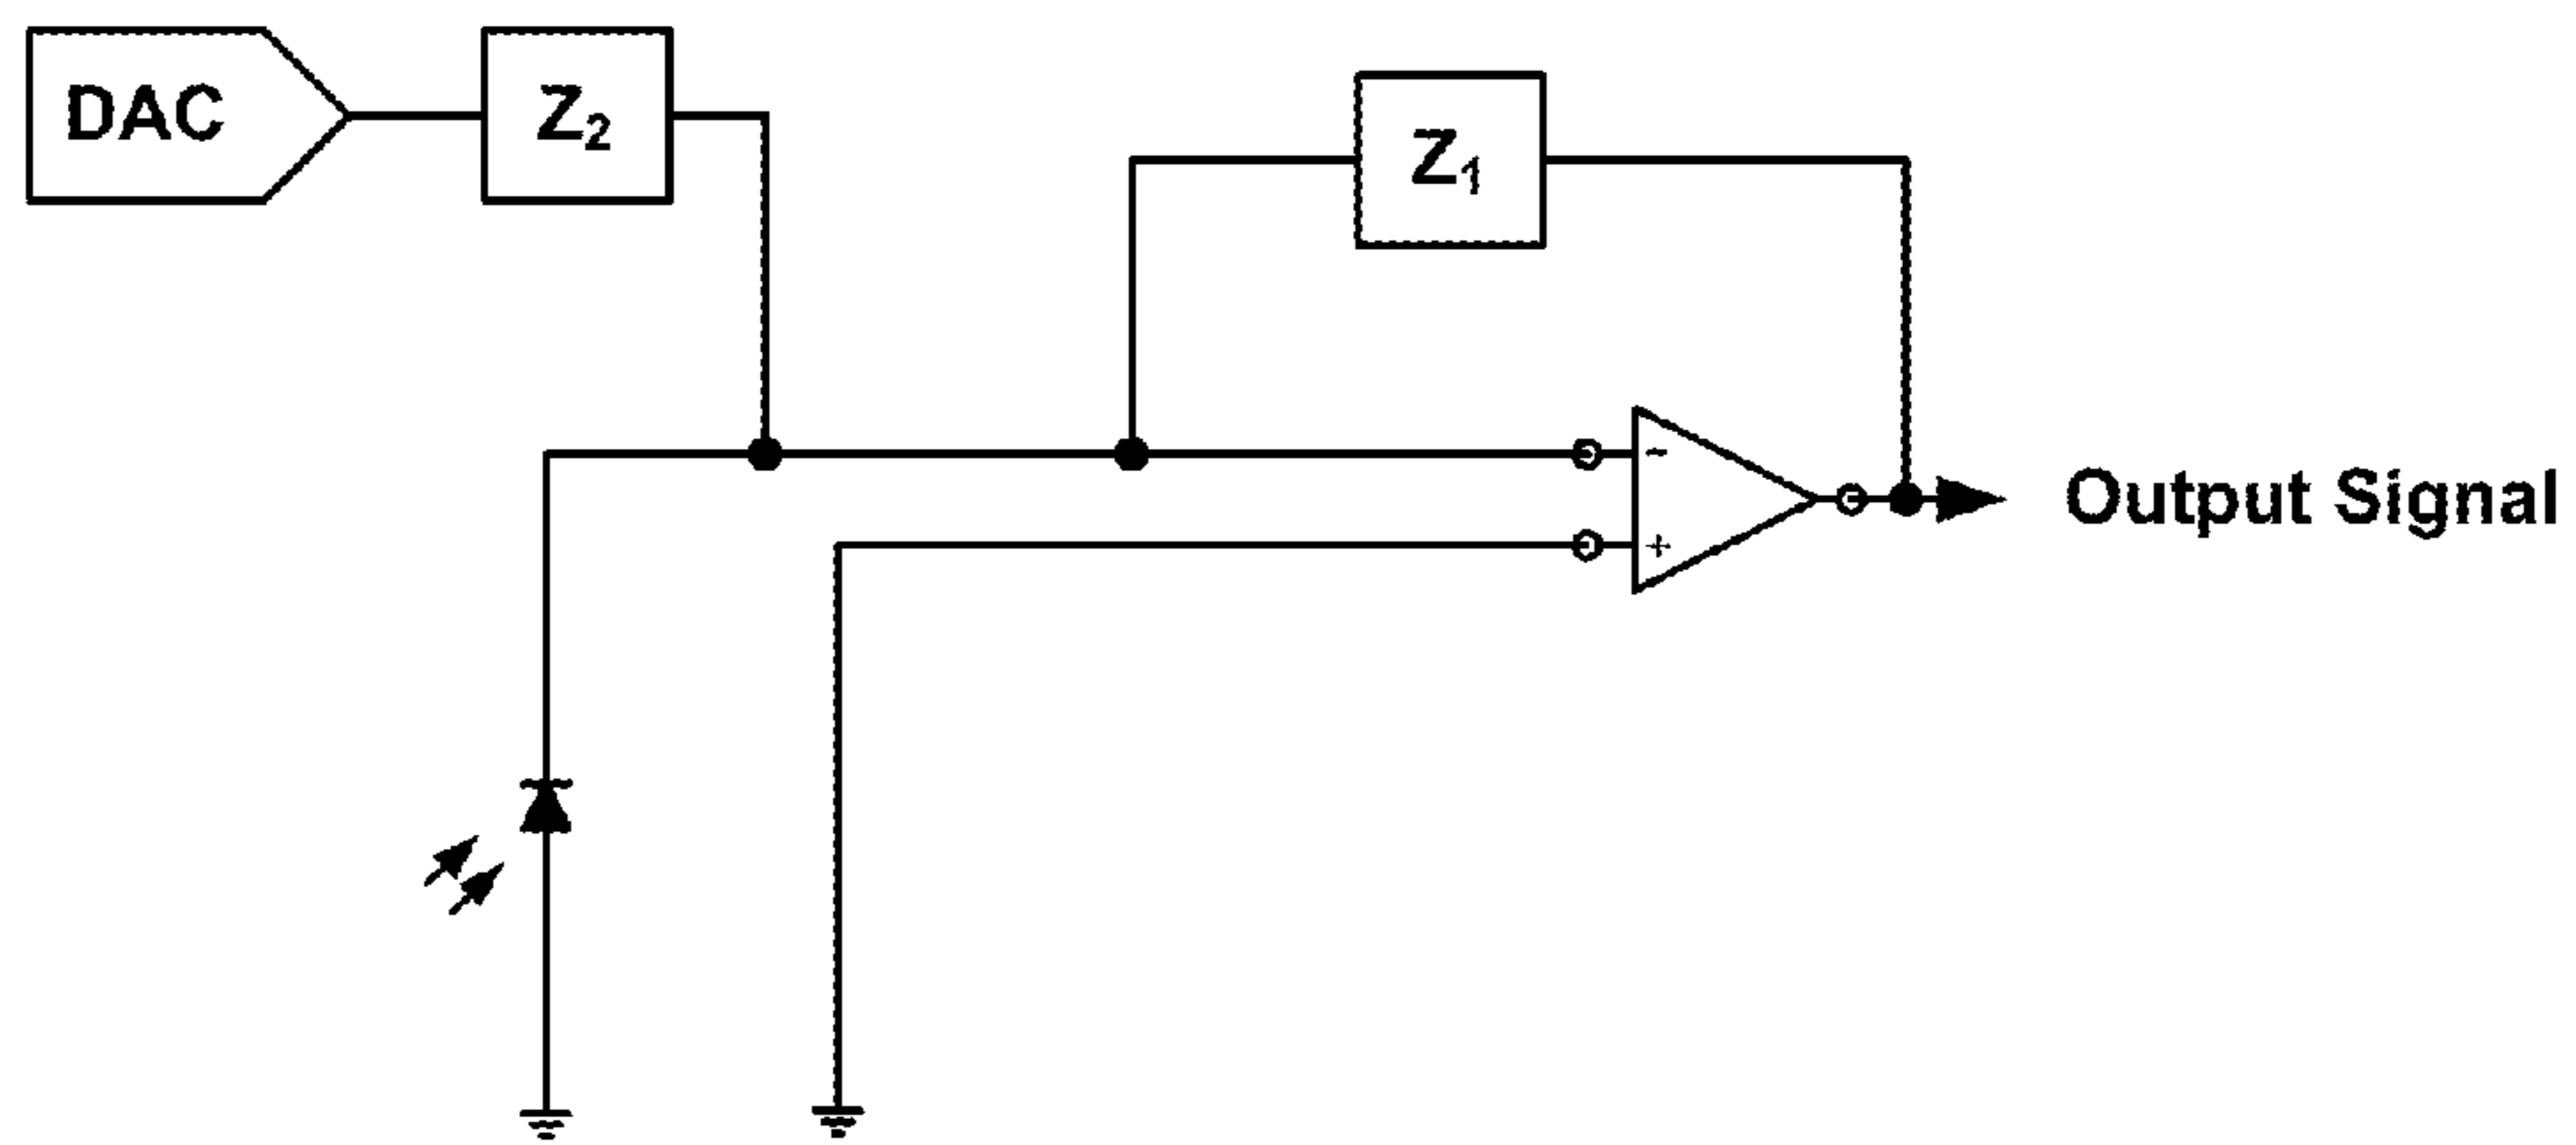 DAC
Z₂
Z₁
-
+
Output Signal